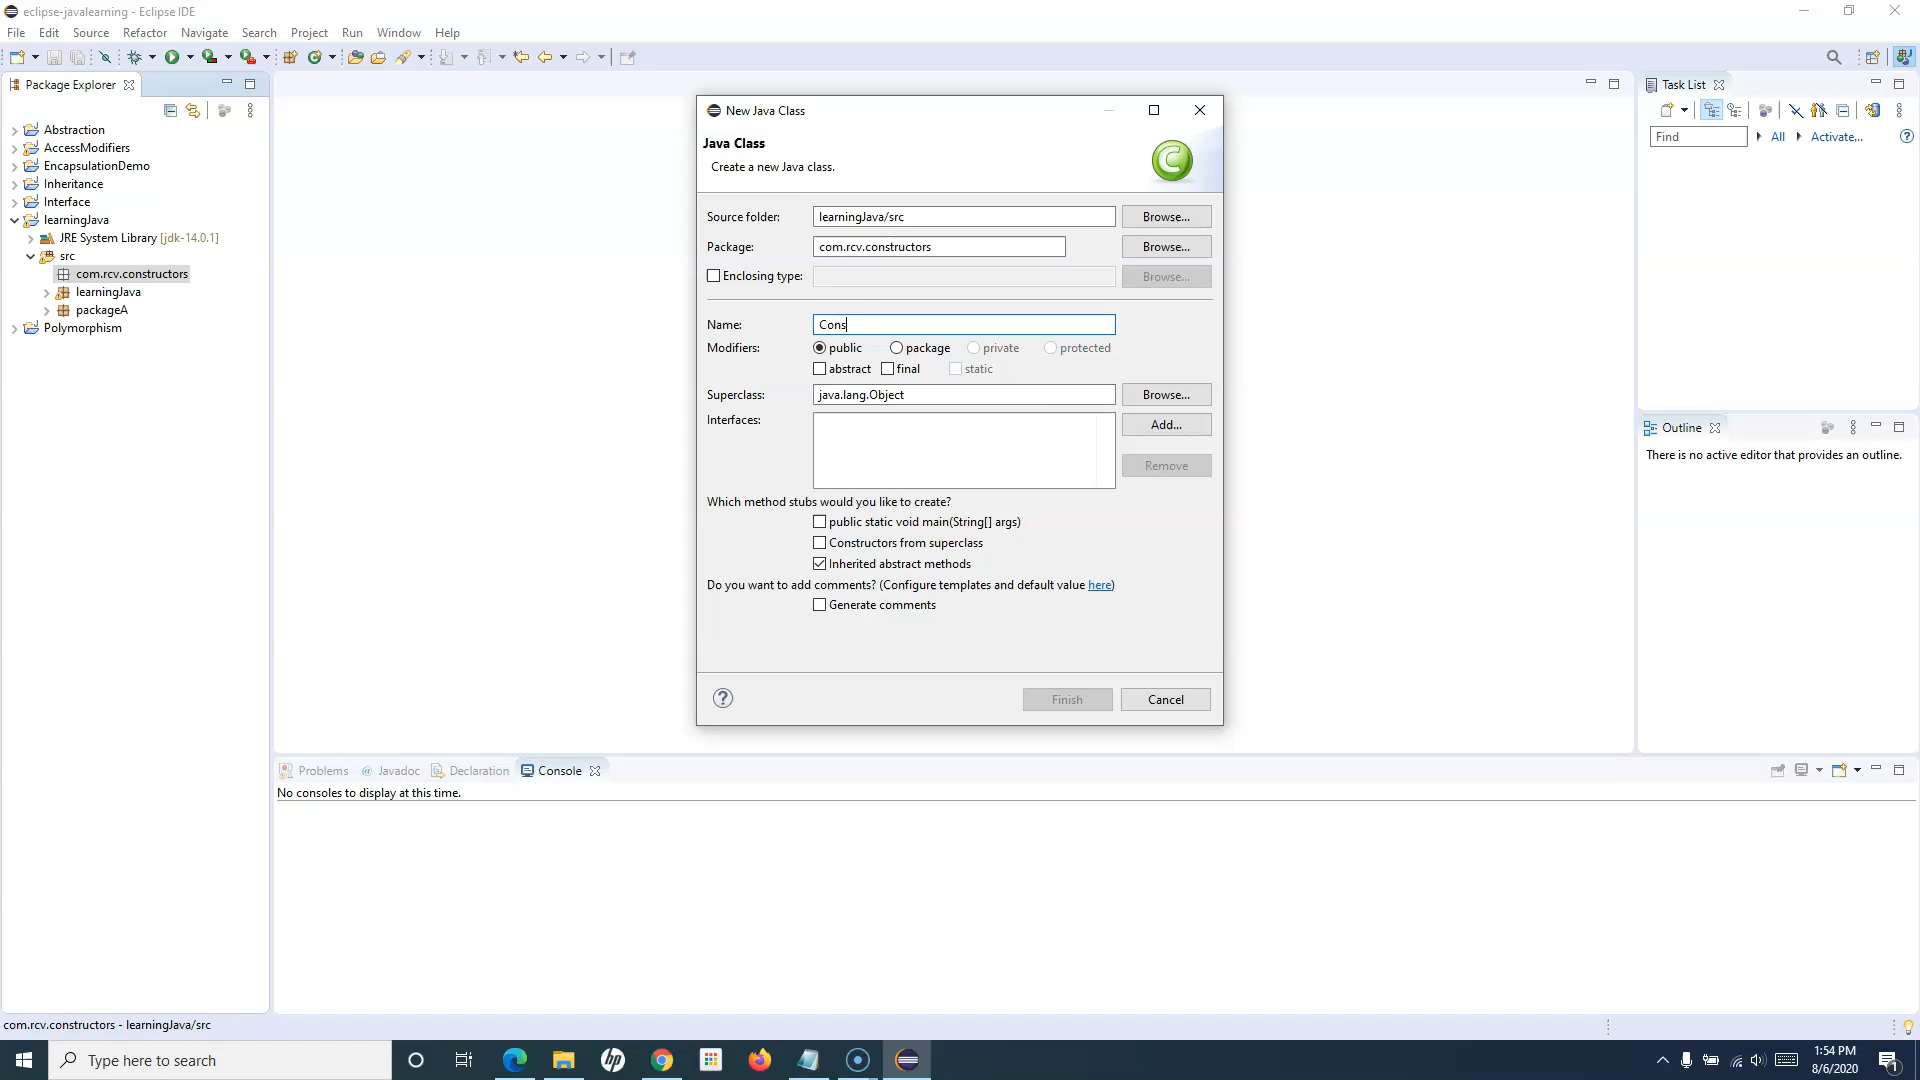 eclipse-javalearning - Eclipse IDE
File Edit Source Refactor Navigate Search Project Run Window Help
Package Explorer
Task List
Abstraction
AccessModifiers
EncapsulationDemo
Inheritance
Interface
learningJava
JRE System Library [jdk-14.0.1]
src
com.rcv.constructors
learningJava
packageA
Polymorphism
New Java Class
Java Class
Create a new Java class.
Source folder: learningJava/src Browse...
Package: com.rcv.constructors Browse...
Enclosing type: Browse...
Name: Cons
Modifiers: public package private protected
abstract final static
Superclass: java.lang.Object Browse...
Interfaces: Add...
Remove
Which method stubs would you like to create?
public static void main(String[] args)
Constructors from superclass
Inherited abstract methods
Do you want to add comments? (Configure templates and default value here)
Generate comments
Finish Cancel
Find All Activate...
Outline
There is no active editor that provides an outline.
Problems Javadoc Declaration Console
No consoles to display at this time.
com.rcv.constructors - learningJava/src
Type here to search
1:54 PM
8/6/2020